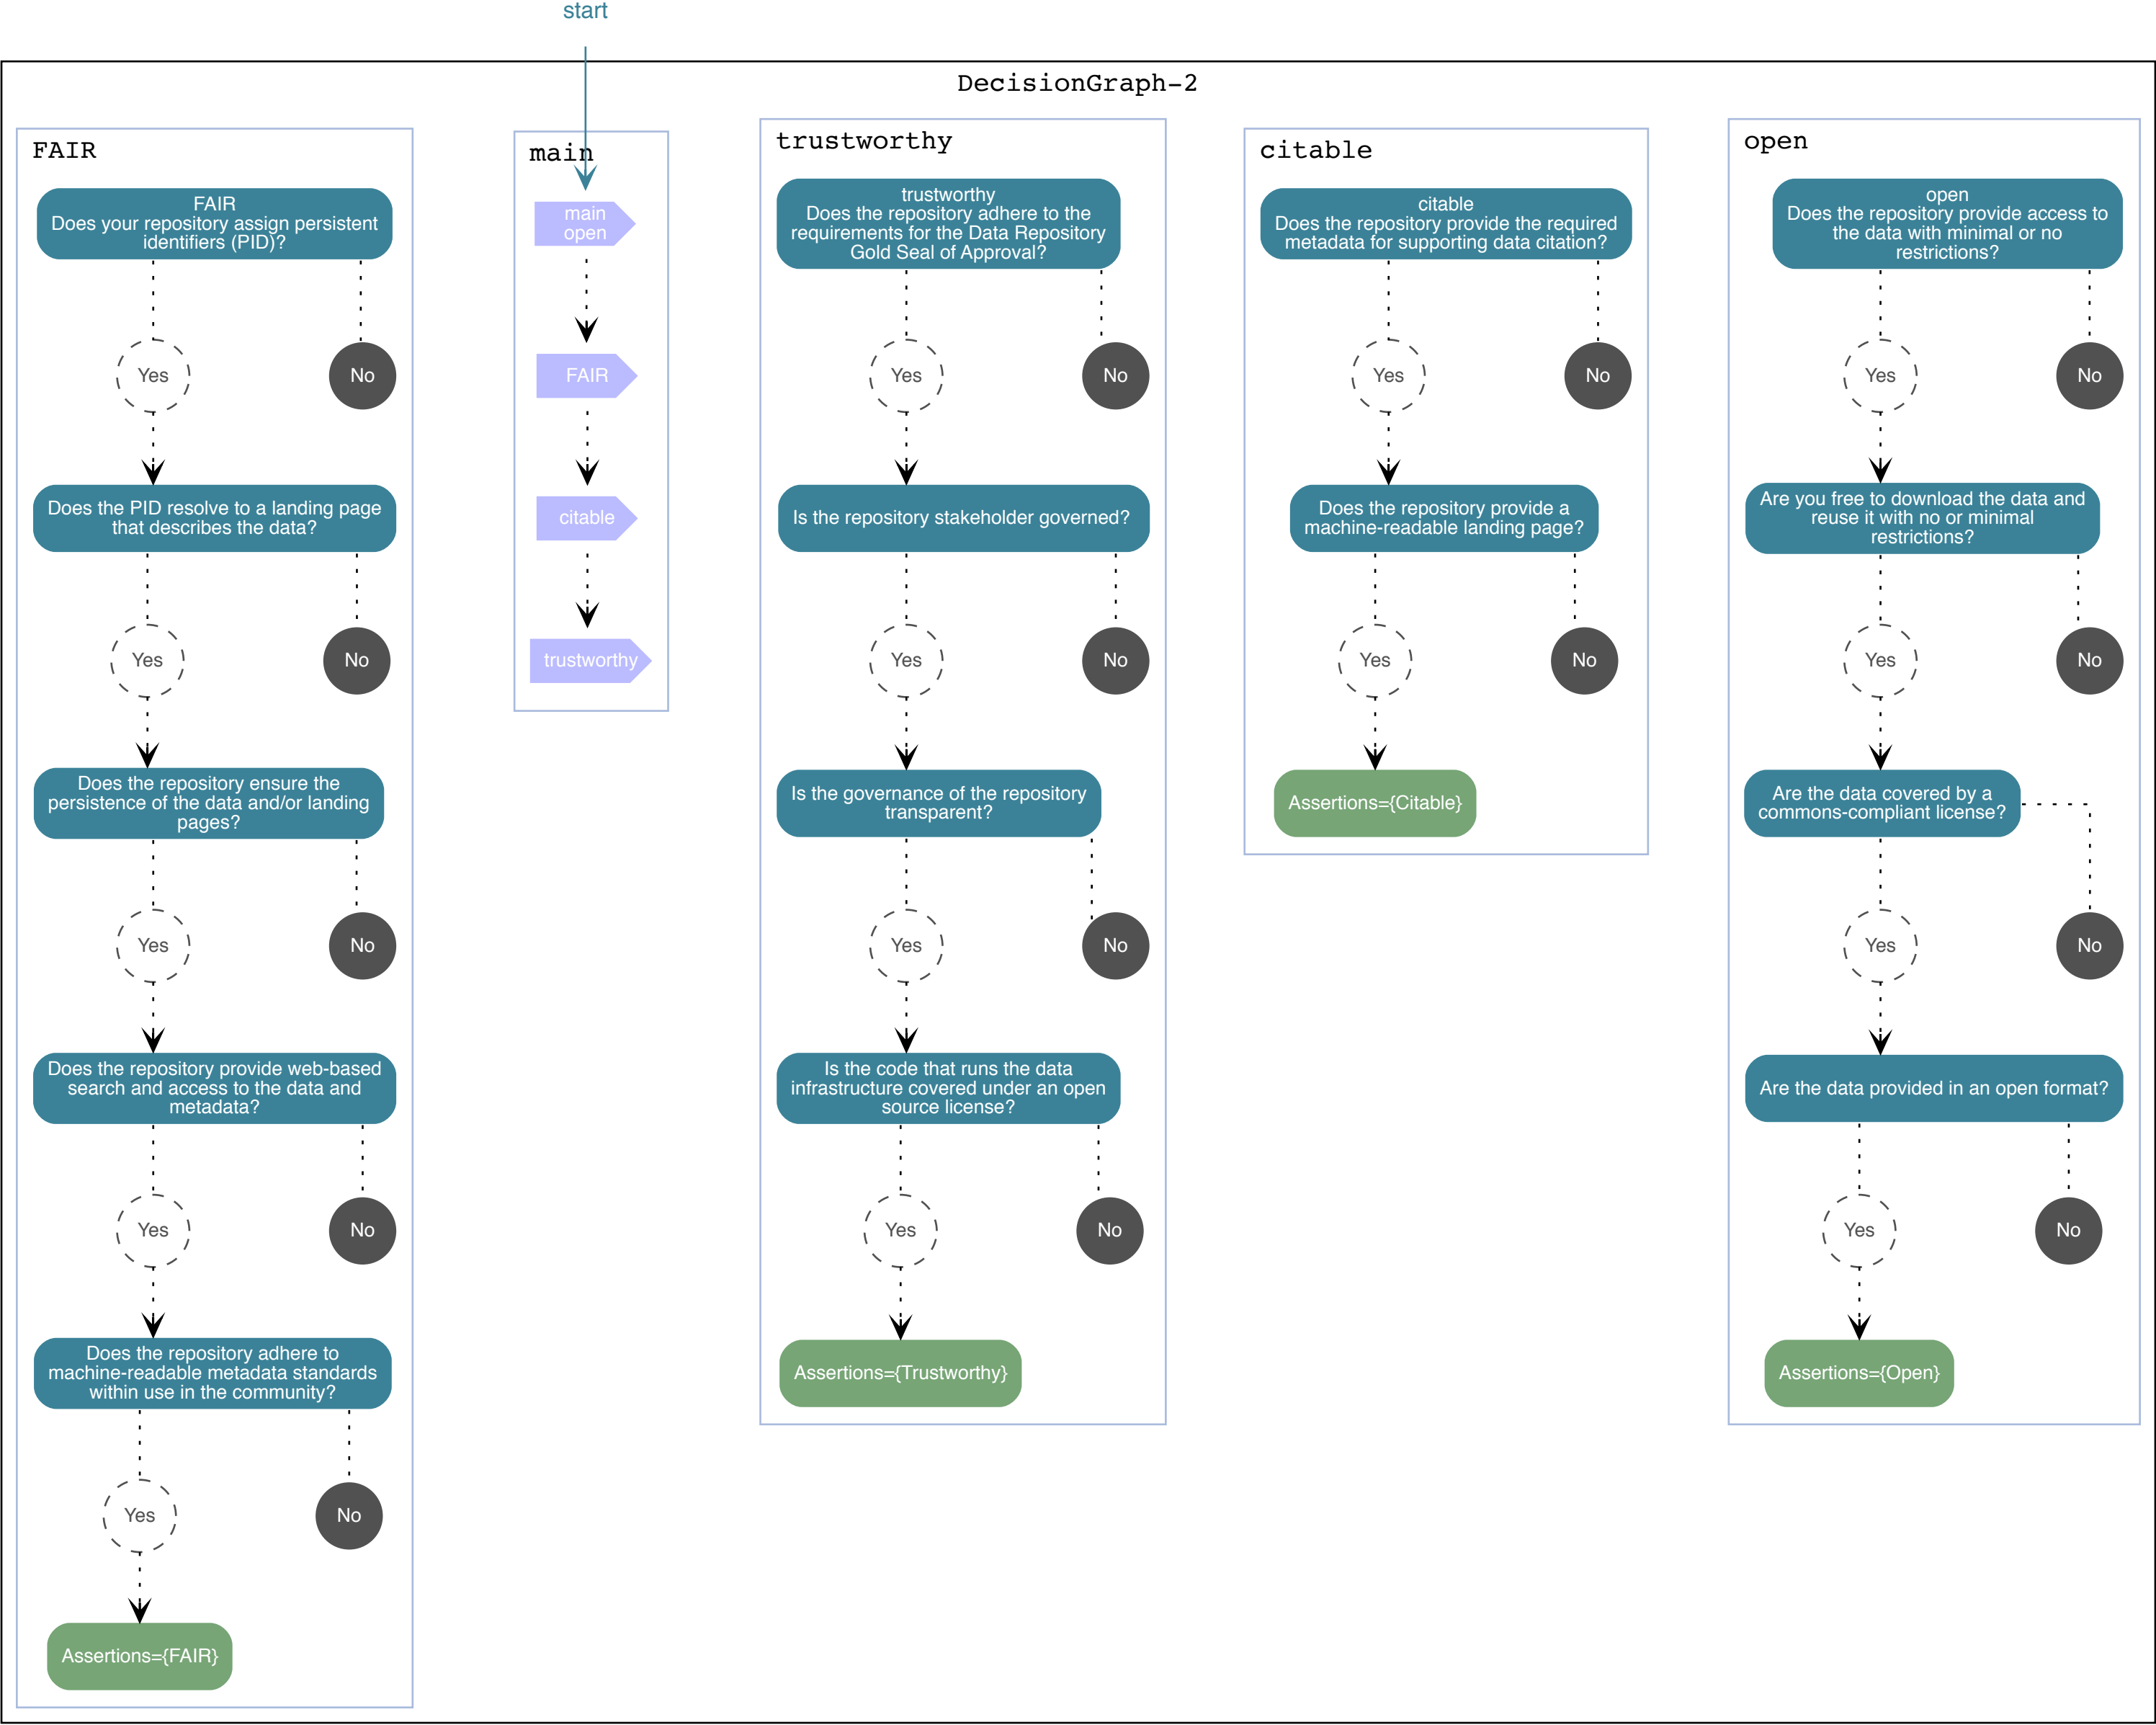 start
DecisionGraph-2
FAIR
FAIR
Does your repository assign persistent
identifiers (PID)?
Yes
No
Does the PID resolve to a landing page
that describes the data?
Yes
No
Does the repository ensure the
persistence of the data and/or landing
pages?
Yes
No
Does the repository provide web-based
search and access to the data and
metadata?
Yes
No
Does the repository adhere to
machine-readable metadata standards
within use in the community?
Yes
No
Assertions={FAIR}
main
main
open
FAIR
citable
trustworthy
trustworthy
trustworthy
Does the repository adhere to the
requirements for the Data Repository
Gold Seal of Approval?
Yes
No
Is the repository stakeholder governed?
Yes
No
Is the governance of the repository
transparent?
Yes
No
Is the code that runs the data
infrastructure covered under an open
source license?
Yes
No
Assertions={Trustworthy}
citable
citable
Does the repository provide the required
metadata for supporting data citation?
Yes
No
Does the repository provide a
machine-readable landing page?
Yes
No
Assertions={Citable}
open
open
Does the repository provide access to
the data with minimal or no
restrictions?
Yes
No
Are you free to download the data and
reuse it with no or minimal
restrictions?
Yes
No
Are the data covered by a
commons-compliant license?
Yes
No
Are the data provided in an open format?
Yes
No
Assertions={Open}